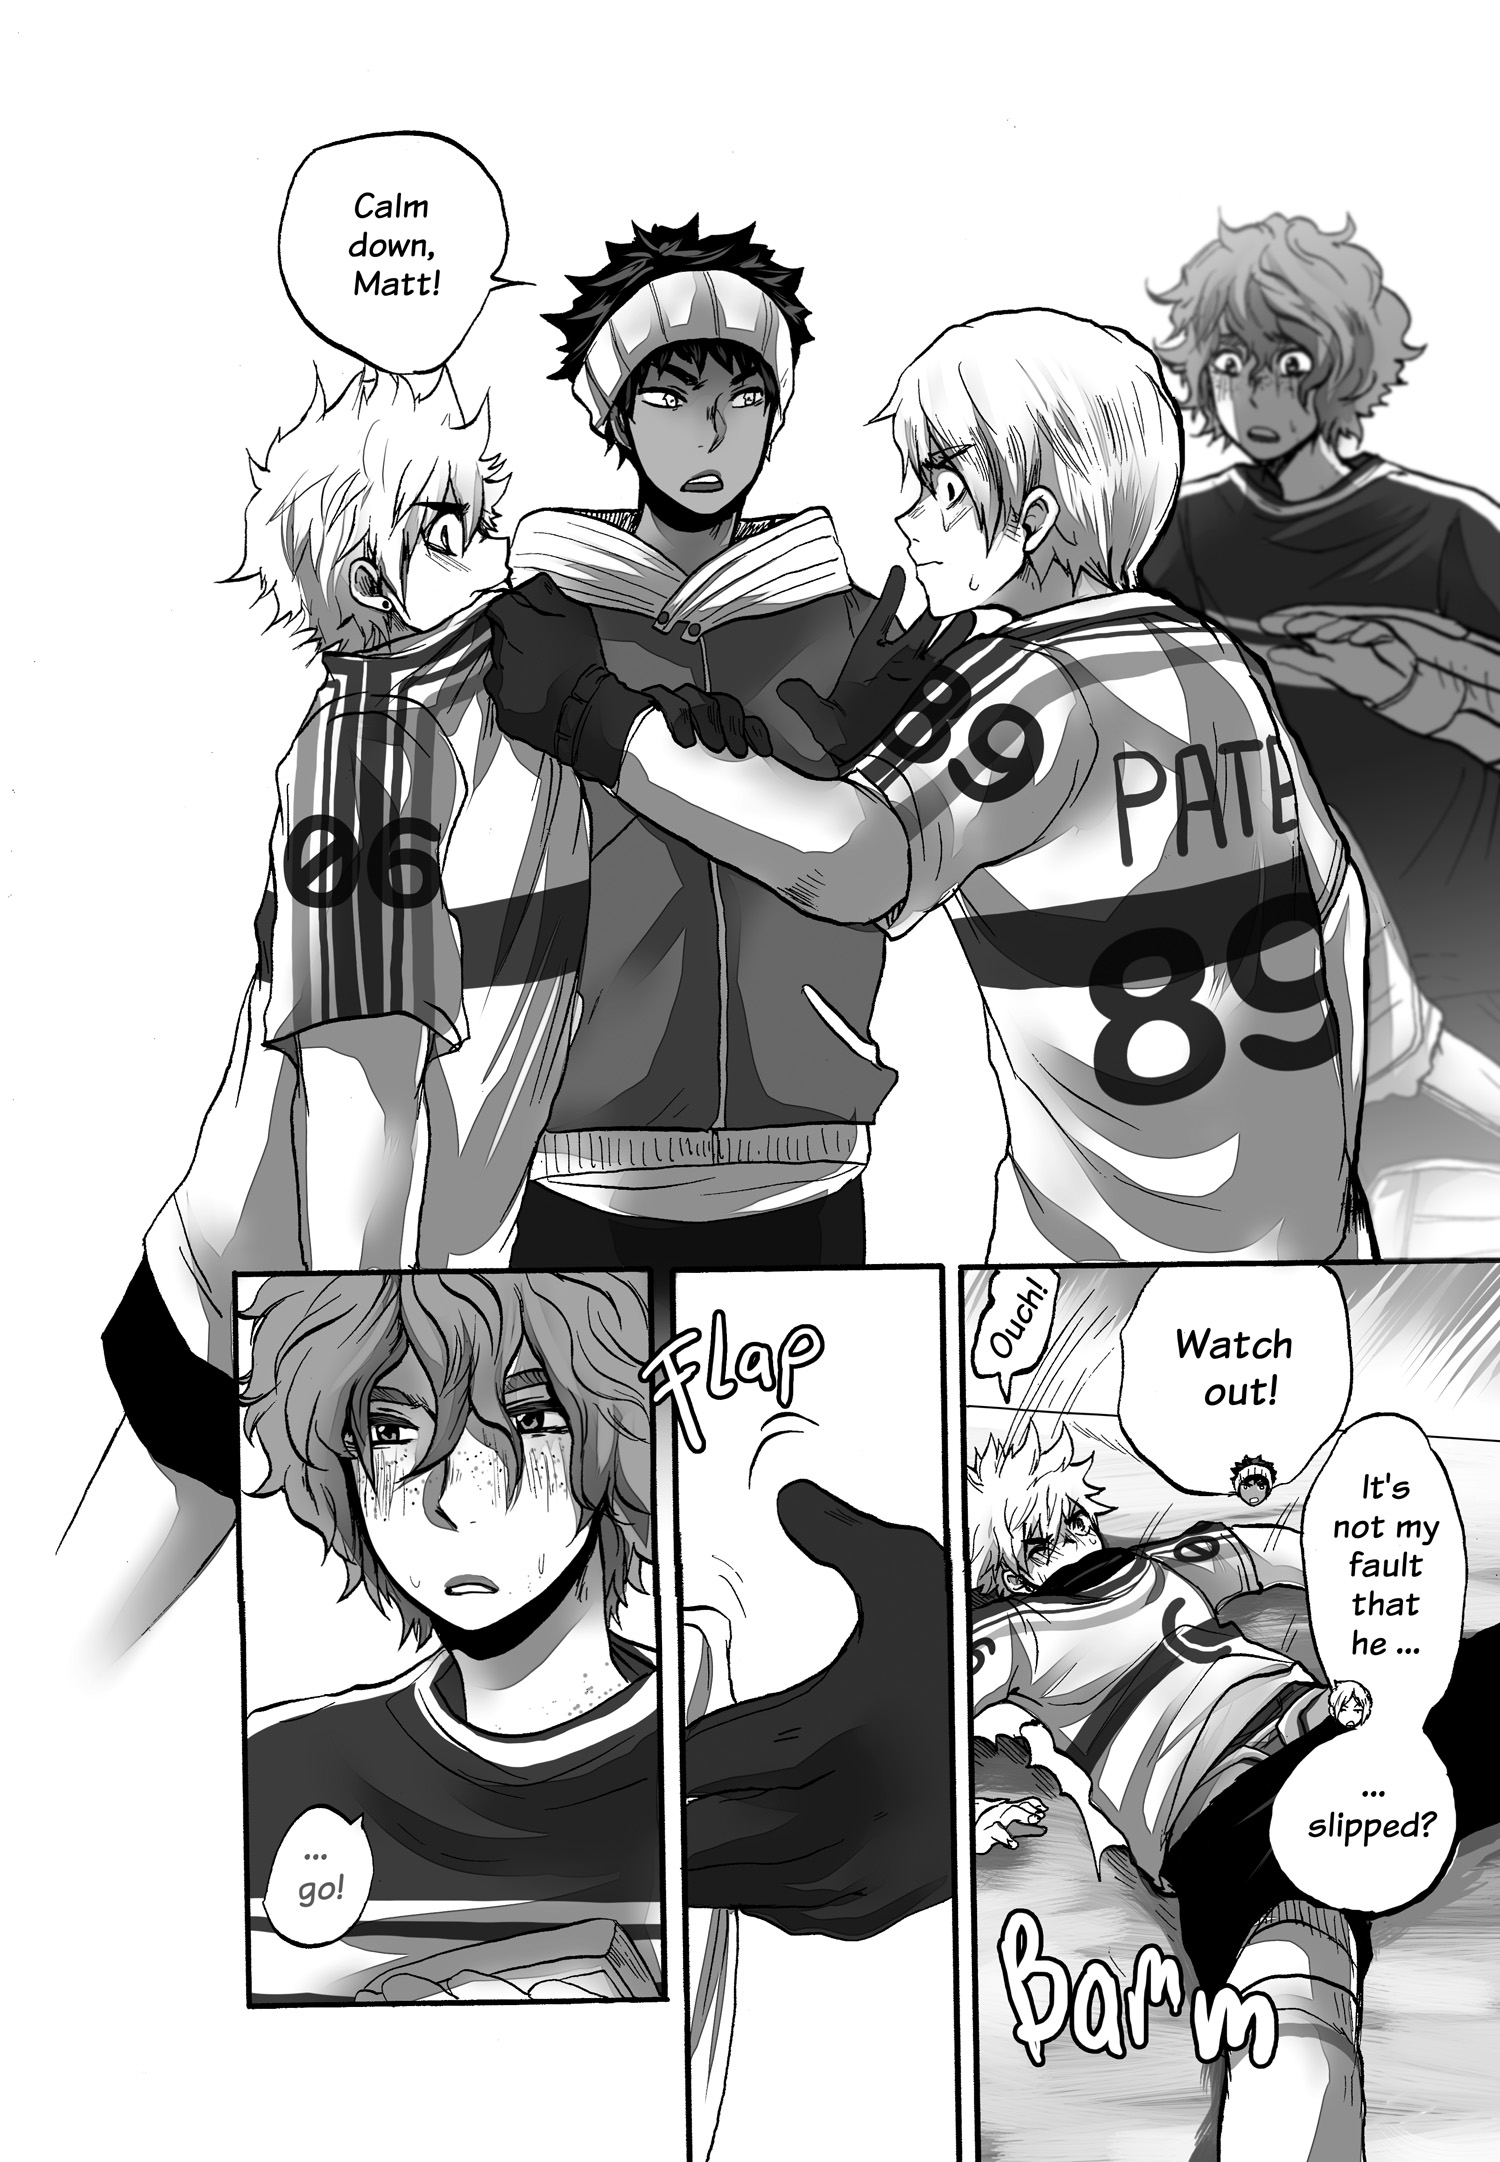 Calm
down,
Matt!
06
89
PATE
89
...
go!
Flap
Ouch!
Watch
out!
It's
not my
fault
that
he ...
...
slipped?
Bamm